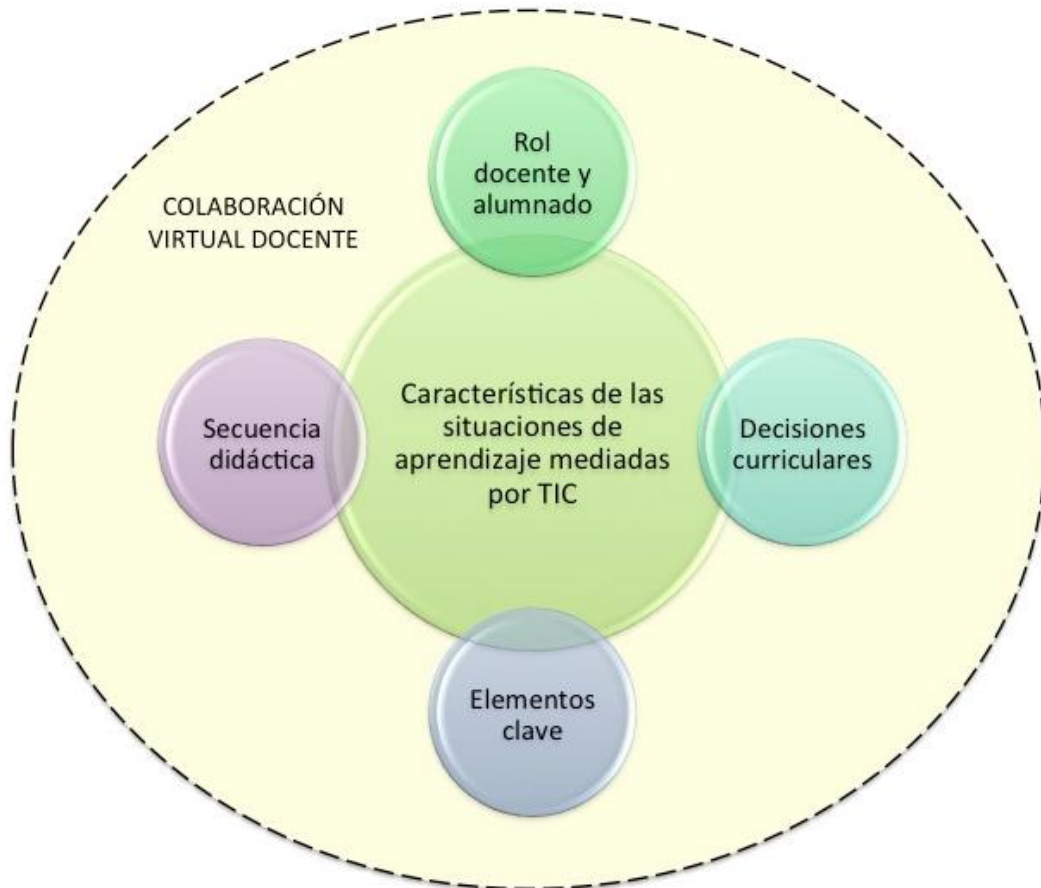 Rol
docente y
alumnado
COLABORACIÓN
VIRTUAL DOCENTE
Secuencia
didáctica
Características de las
situaciones de
aprendizaje mediadas
por TIC
Decisiones
curriculares
Elementos
clave